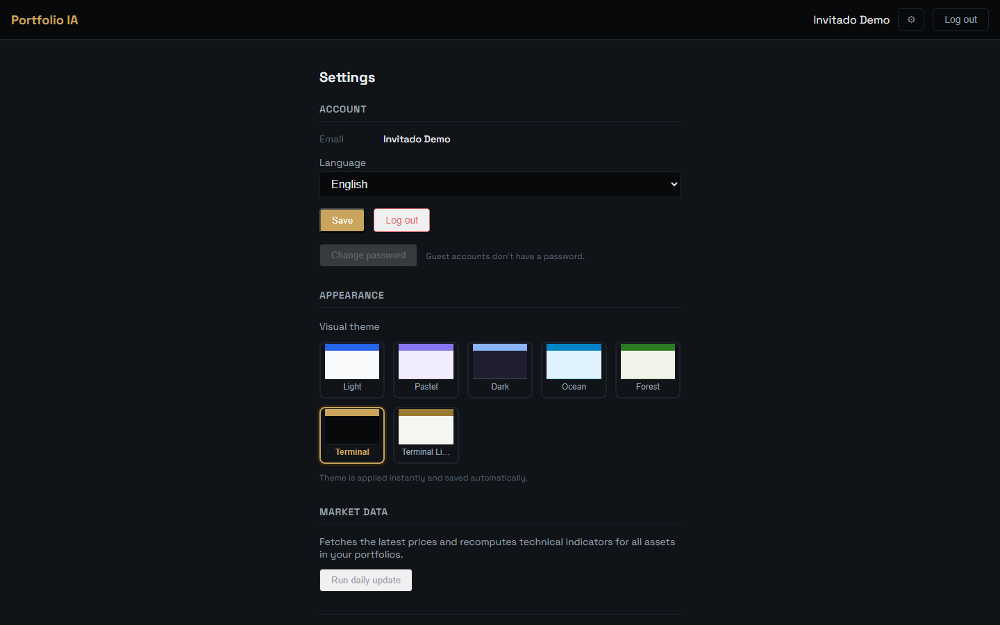 Portfolio IA
Invitado Demo
⚙
Log out
Settings
ACCOUNT
Email
Invitado Demo
Language
English
Save
Log out
Change password
Guest accounts don't have a password.
APPEARANCE
Visual theme
Light
Pastel
Dark
Ocean
Forest
Terminal
Terminal Li...
Theme is applied instantly and saved automatically.
MARKET DATA
Fetches the latest prices and recomputes technical indicators for all assets
in your portfolios.
Run daily update